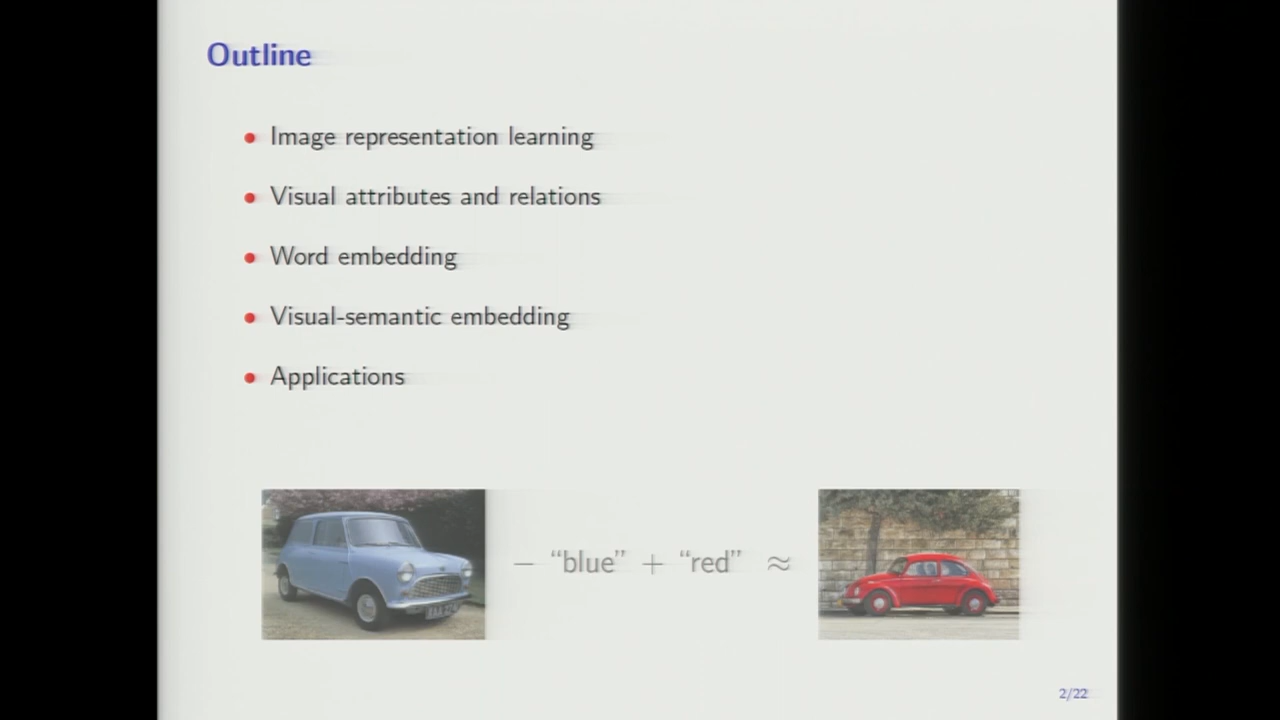 Outline
• Image representation learning
• Visual attributes and relations
• Word embedding
• Visual-semantic embedding
• Applications
− “blue” + “red” ≈
2/22